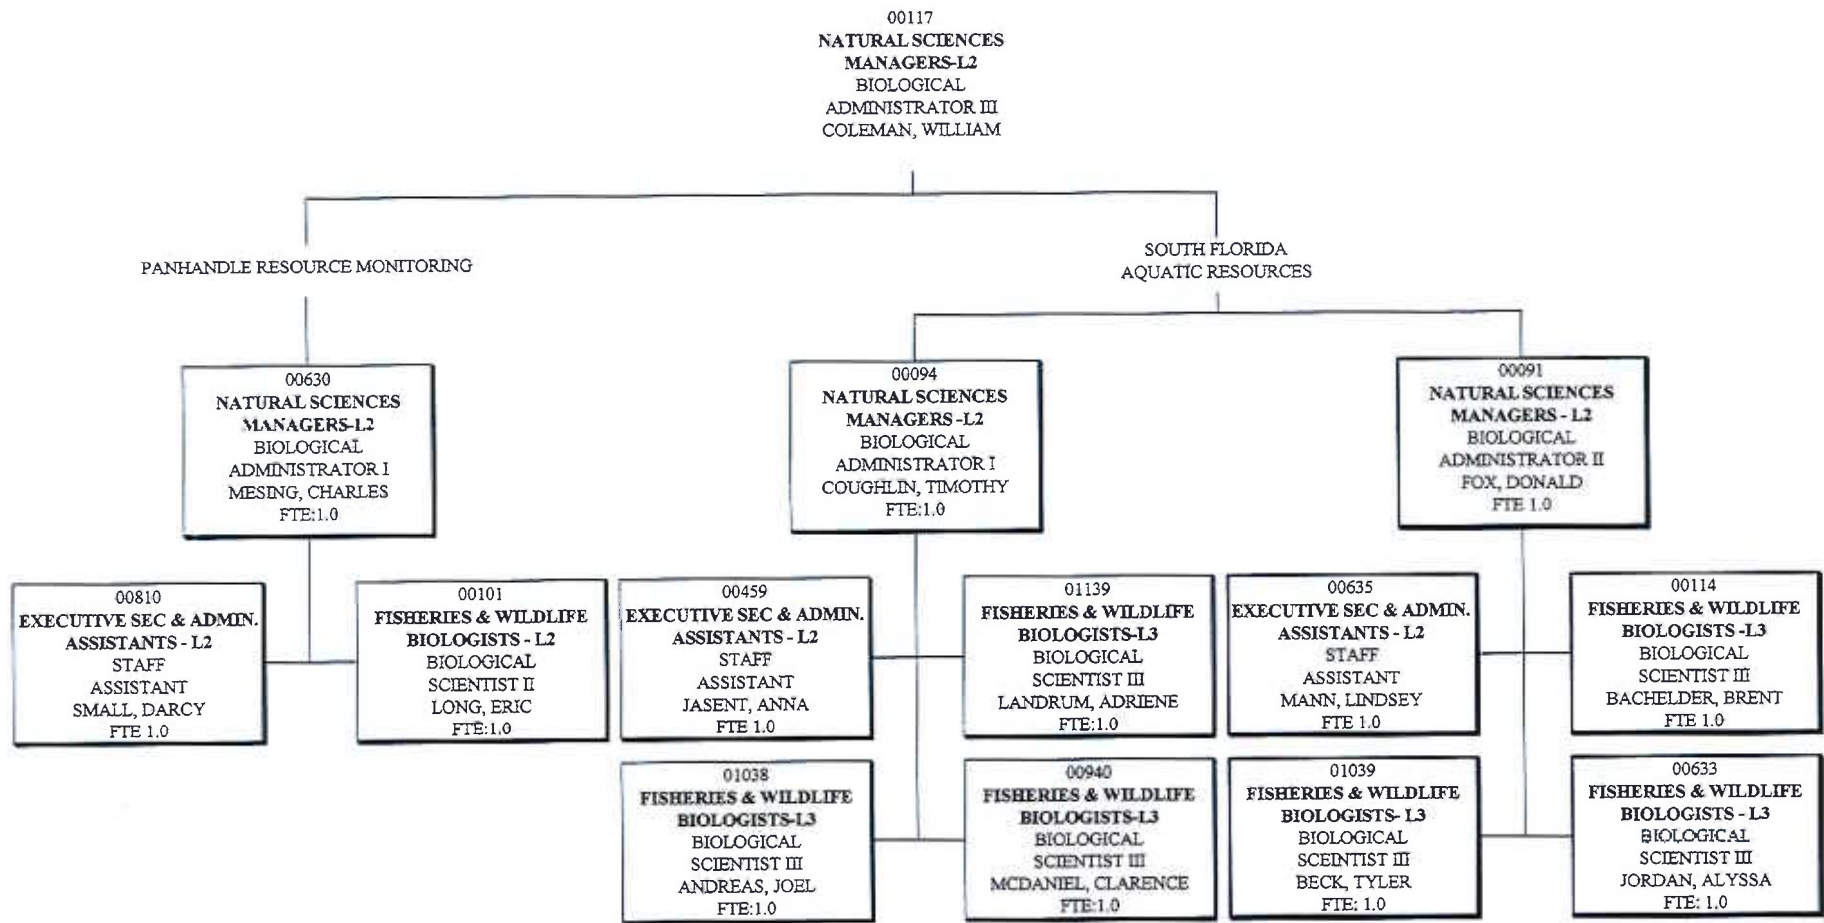 00117
NATURAL SCIENCES
MANAGERS-L2
BIOLOGICAL
ADMINISTRATOR III
COLEMAN, WILLIAM
PANHANDLE RESOURCE MONITORING
SOUTH FLORIDA
AQUATIC RESOURCES
00630
NATURAL SCIENCES
MANAGERS-L2
BIOLOGICAL
ADMINISTRATOR I
MESING, CHARLES
FTE:1.0
00094
NATURAL SCIENCES
MANAGERS -L2
BIOLOGICAL
ADMINISTRATOR I
COUGHLIN, TIMOTHY
FTE:1.0
00091
NATURAL SCIENCES
MANAGERS - L2
BIOLOGICAL
ADMINISTRATOR II
FOX, DONALD
FTE 1.0
00810
EXECUTIVE SEC & ADMIN.
ASSISTANTS - L2
STAFF
ASSISTANT
SMALL, DARCY
FTE 1.0
00101
FISHERIES & WILDLIFE
BIOLOGISTS - L2
BIOLOGICAL
SCIENTIST II
LONG, ERIC
FTE:1.0
00459
EXECUTIVE SEC & ADMIN.
ASSISTANTS - L2
STAFF
ASSISTANT
JASENT, ANNA
FTE 1.0
01139
FISHERIES & WILDLIFE
BIOLOGISTS-L3
BIOLOGICAL
SCIENTIST III
LANDRUM, ADRIENE
FTE:1.0
00635
EXECUTIVE SEC & ADMIN.
ASSISTANTS - L2
STAFF
ASSISTANT
MANN, LINDSEY
FTE 1.0
00114
FISHERIES & WILDLIFE
BIOLOGISTS -L3
BIOLOGICAL
SCIENTIST III
BACHELDER, BRENT
FTE 1.0
01038
FISHERIES & WILDLIFE
BIOLOGISTS-L3
BIOLOGICAL
SCIENTIST III
ANDREAS, JOEL
FTE:1.0
00940
FISHERIES & WILDLIFE
BIOLOGISTS-L3
BIOLOGICAL
SCIENTIST III
MCDANIEL, CLARENCE
FTE:1.0
01039
FISHERIES & WILDLIFE
BIOLOGISTS- L3
BIOLOGICAL
SCEINTIST III
BECK, TYLER
FTE: 1.0
00633
FISHERIES & WILDLIFE
BIOLOGISTS - L3
BIOLOGICAL
SCIENTIST III
JORDAN, ALYSSA
FTE: 1.0